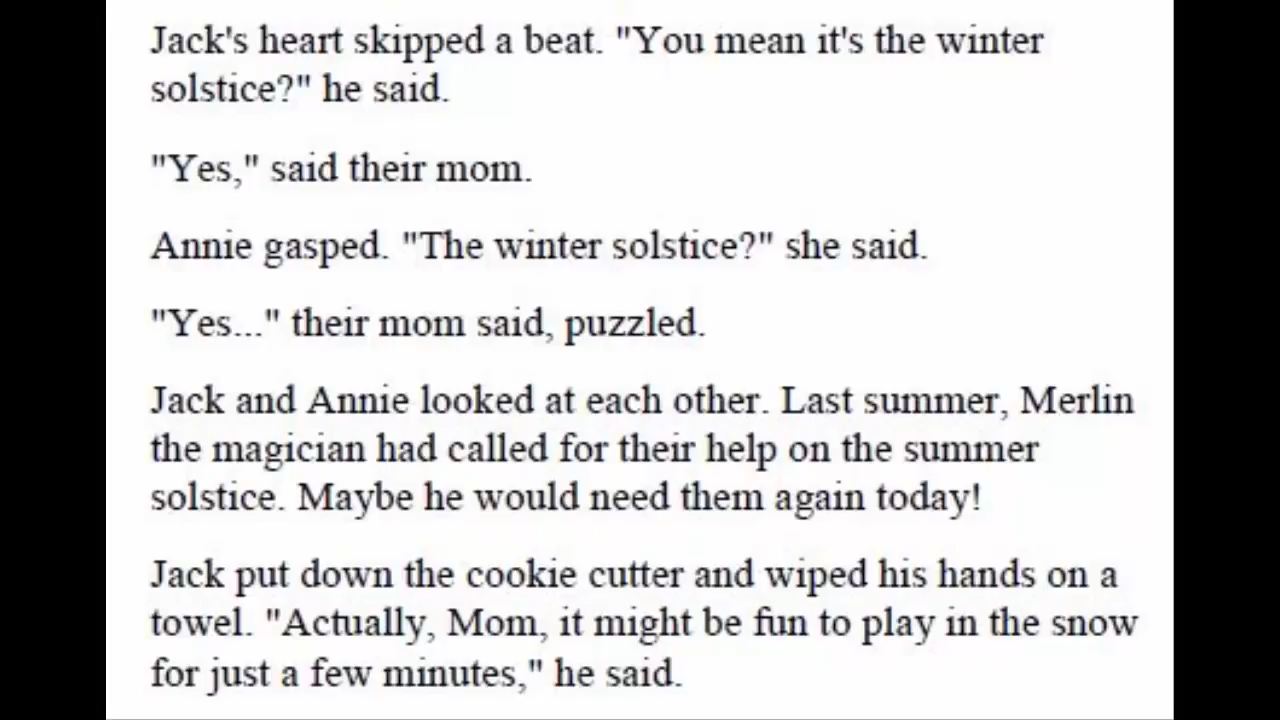 Jack's heart skipped a beat. "You mean it's the winter
solstice?" he said.
"Yes," said their mom.
Annie gasped. "The winter solstice?" she said.
"Yes..." their mom said, puzzled.
Jack and Annie looked at each other. Last summer, Merlin
the magician had called for their help on the summer
solstice. Maybe he would need them again today!
Jack put down the cookie cutter and wiped his hands on a
towel. "Actually, Mom, it might be fun to play in the snow
for just a few minutes," he said.